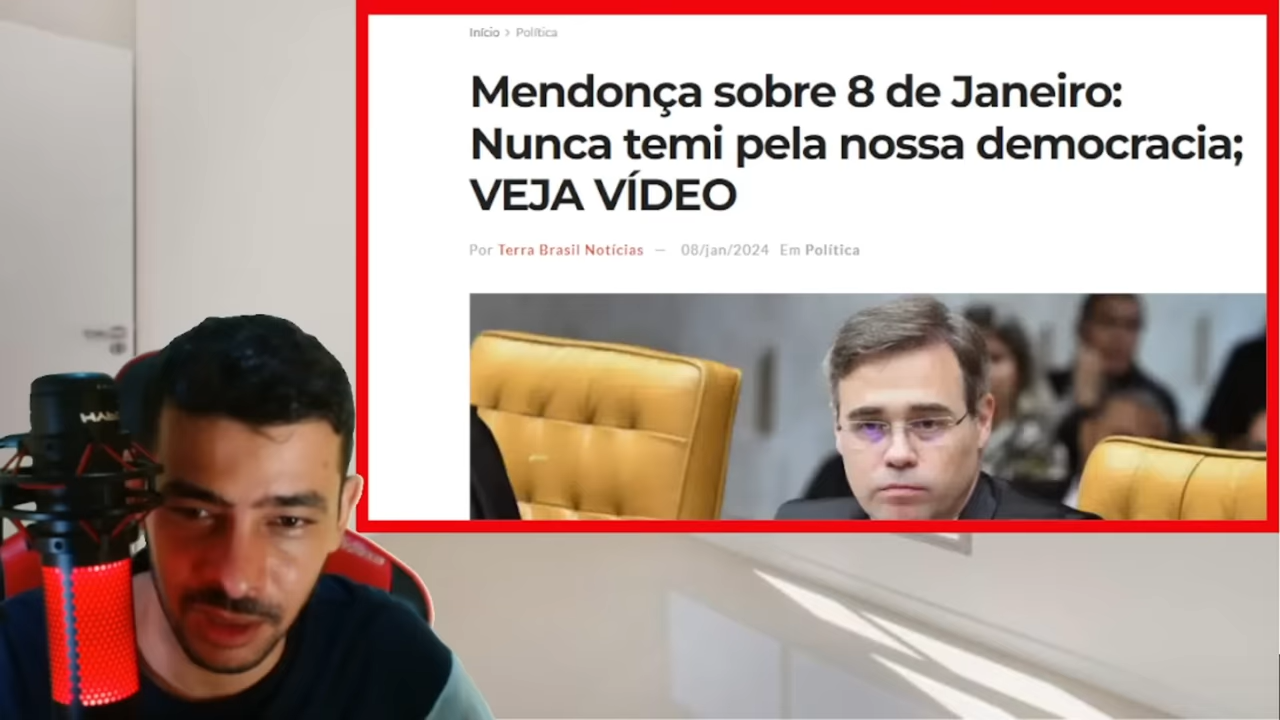 Início > Política
Mendonça sobre 8 de Janeiro:
Nunca temi pela nossa democracia;
VEJA VÍDEO
Por Terra Brasil Notícias — 08/jan/2024 Em Política